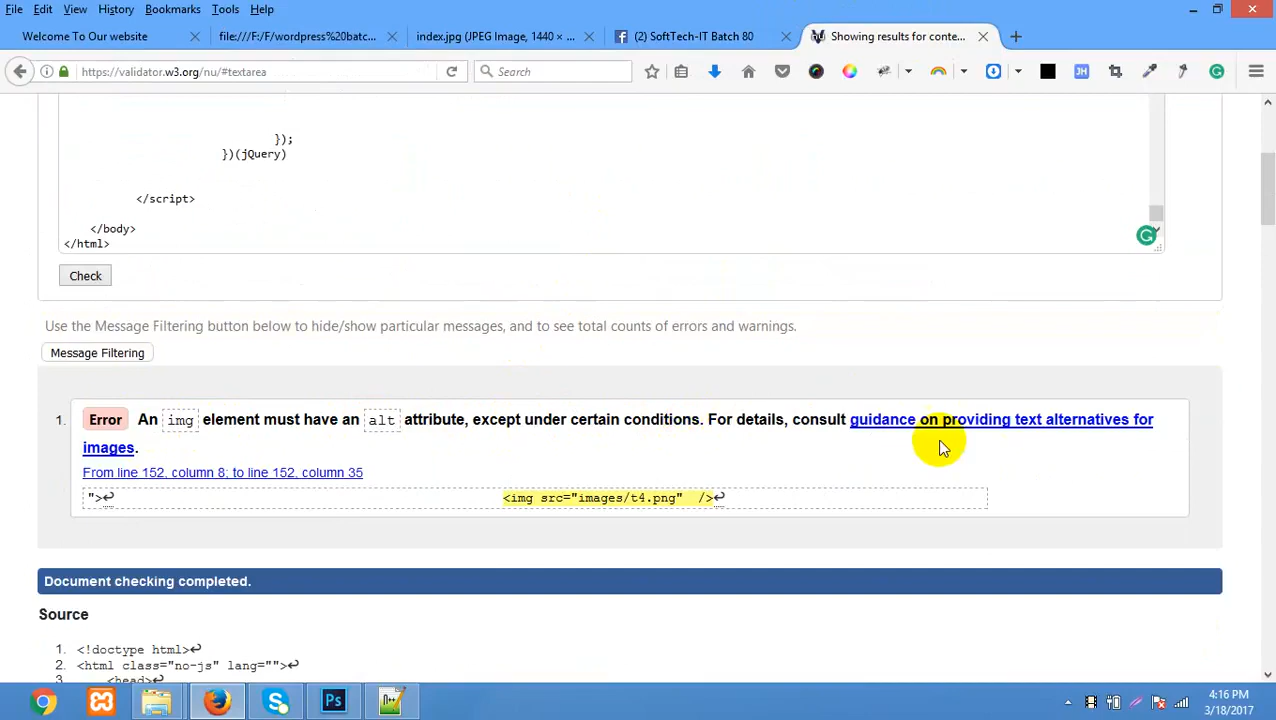 File Edit View History Bookmarks Tools Help
Welcome To Our website
file:///F:/F/wordpress%20batc...
index.jpg (JPEG Image, 1440 × ...
(2) SoftTech-IT Batch 80
Showing results for conte...
https://validator.w3.org/nu/#textarea
Search
JH
});
})(jQuery)
</script>
</body>
</html>
Check
Use the Message Filtering button below to hide/show particular messages, and to see total counts of errors and warnings.
Message Filtering
1. Error An img element must have an alt attribute, except under certain conditions. For details, consult guidance on providing text alternatives for
images.
From line 152, column 8; to line 152, column 35
">↩ <img src="images/t4.png" />↩
Document checking completed.
Source
1. <!doctype html>↩
2. <html class="no-js" lang="">↩
3. <head>↩
Ps
4:16 PM
3/18/2017